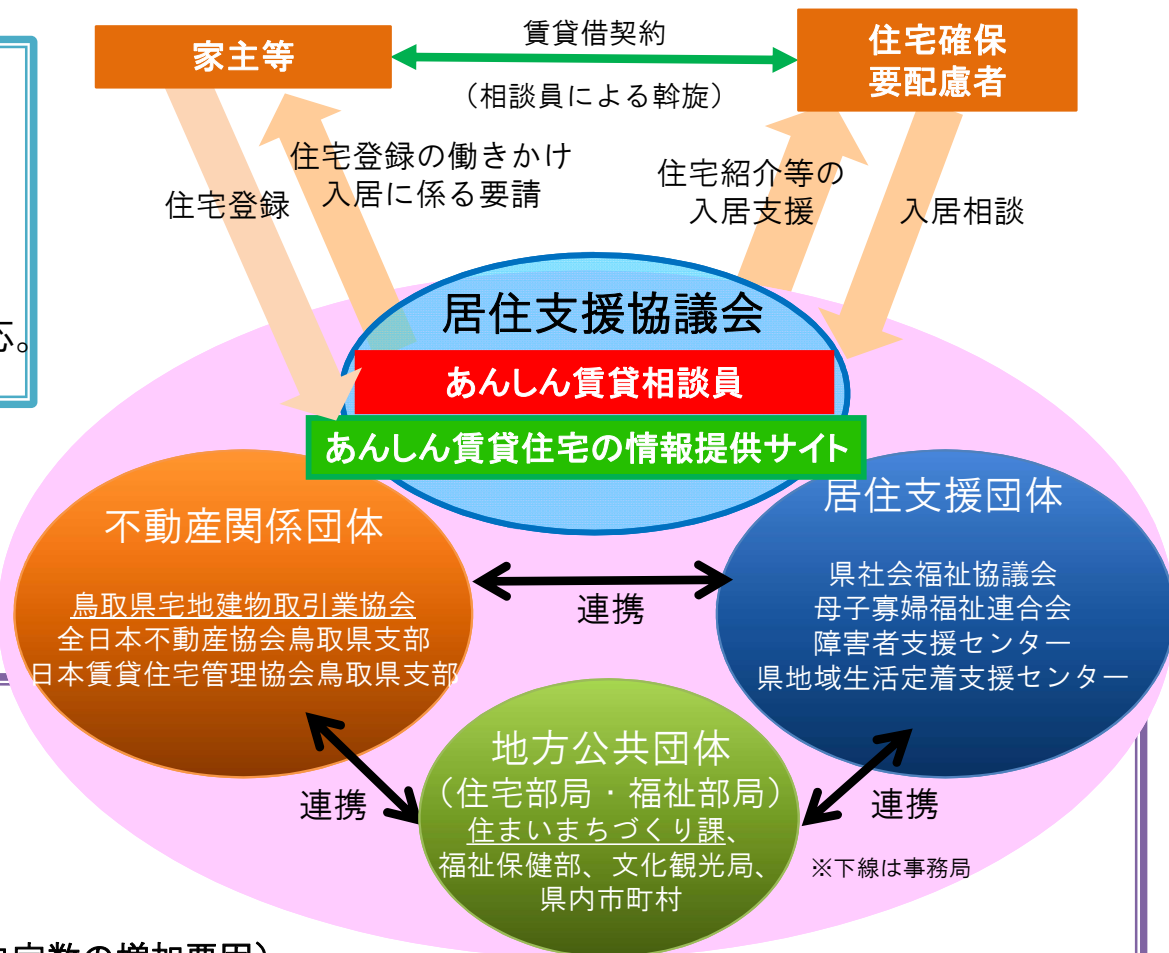 家主等
賃貸借契約
（相談員による斡旋）
住宅確保
要配慮者
住宅登録の働きかけ
入居に係る要請
住宅登録
住宅紹介等の
入居支援
入居相談
応。
居住支援協議会
あんしん賃貸相談員
あんしん賃貸住宅の情報提供サイト
不動産関係団体
鳥取県宅地建物取引業協会
全日本不動産協会鳥取県支部
日本賃貸住宅管理協会鳥取県支部
連携
居住支援団体
県社会福祉協議会
母子寡婦福祉連合会
障害者支援センター
県地域生活定着支援センター
連携
地方公共団体
（住宅部局・福祉部局）
住まいまちづくり課、
福祉保健部、文化観光局、
県内市町村
連携
※下線は事務局